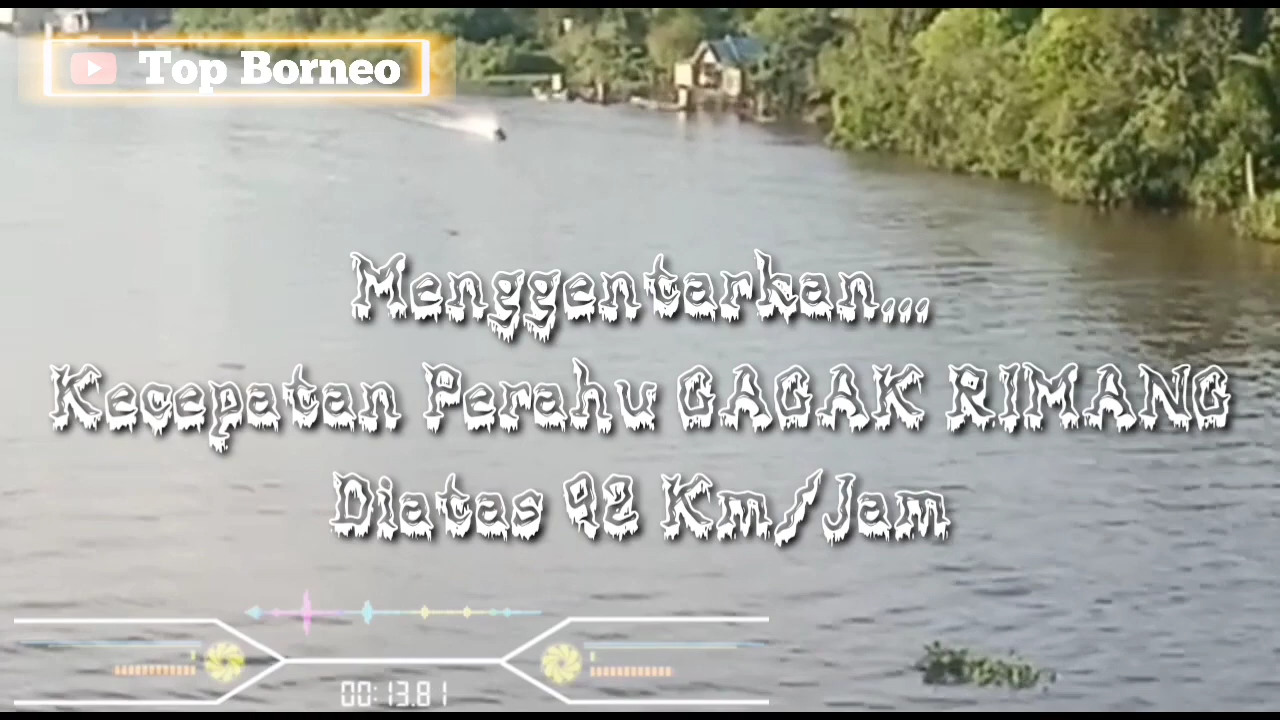 Top Borneo
Menggentarkan...
Kecepatan Perahu GAGAK RIMANG
Diatas 92 Km/Jam
00:13.81